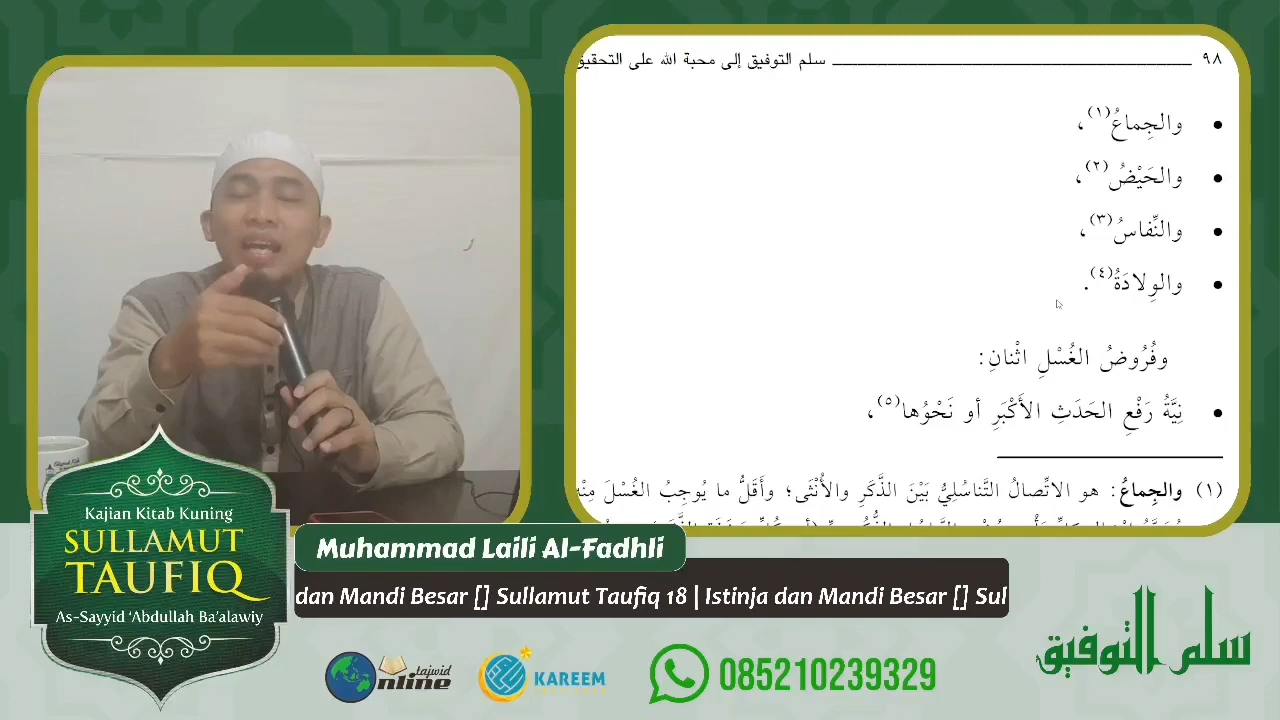 ٩٨ ــــــــــــــــــــ سلم التوفيق إلى محبة الله على التحقيق
• والجِماعُ(١)،
• والحَيْضُ(٢)،
• والنِّفاسُ(٣)،
• والوِلادَةُ(٤).
وفُرُوضُ الغُسْلِ اثْنانِ:
• نِيَّةُ رَفْعِ الحَدَثِ الأَكْبَرِ أو نَحْوُها(٥)،
(١) والجِماعُ: هو الاتِّصالُ التَّناسُلِيُّ بَيْنَ الذَّكَرِ والأُنْثَى؛ وأَقَلُّ ما يُوجِبُ الغُسْلَ مِنْهُ
Kajian Kitab Kuning
SULLAMUT
TAUFIQ
As-Sayyid ‘Abdullah Ba’alawiy
Muhammad Laili Al-Fadhli
dan Mandi Besar [] Sullamut Taufiq 18 | Istinja dan Mandi Besar [] Sul
tajwid
nline
KAREEM
085210239329
سلم التوفيق